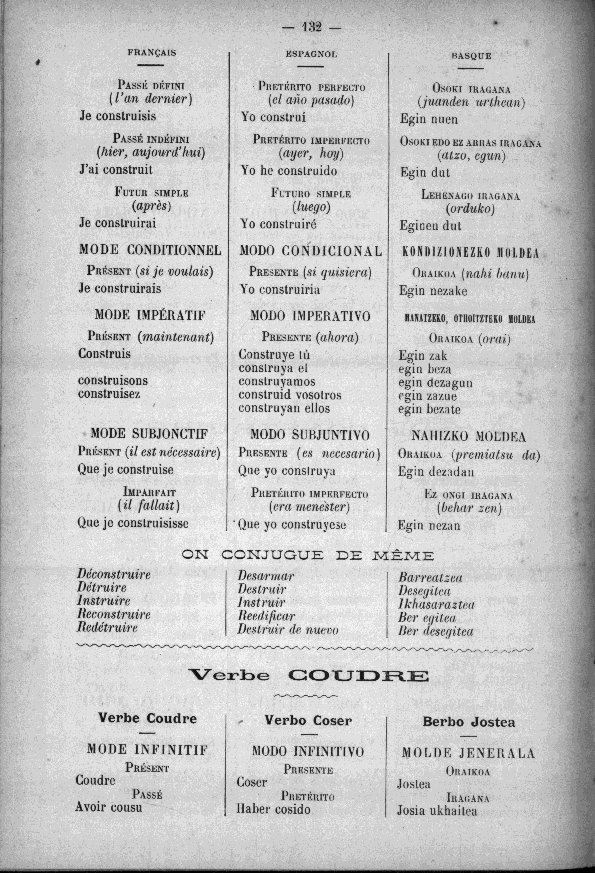 — 132 —
FRANÇAIS
PASSÉ DÉFINI
(l'an dernier)
Je construisis
PASSÉ INDÉFINI
(hier, aujourd'hui)
J'ai construit
FUTUR SIMPLE
(après)
Je construirai
MODE CONDITIONNEL
PRÉSENT (si je voulais)
Je construirais
MODE IMPÉRATIF
PRÉSENT (maintenant)
Construis
construisons
construisez
MODE SUBJONCTIF
PRÉSENT (il est nécessaire)
Que je construise
IMPARFAIT
(il fallait)
Que je construisisse
ESPAGNOL
PRETÉRITO PERFECTO
(el año pasado)
Yo construí
PRETÉRITO IMPERFECTO
(ayer, hoy)
Yo he construido
FUTURO SIMPLE
(luego)
Yo construiré
MODO CONDICIONAL
PRESENTE (si quisiera)
Yo construiria
MODO IMPERATIVO
PRESENTE (ahora)
Construye tù
construya el
construyamos
construid vosotros
construyan ellos
MODO SUBJUNTIVO
PRESENTE (es necesario)
Que yo construya
PRETÉRITO IMPERFECTO
(era menester)
Que yo construyese
BASQUE
OSOKI IRAGANA
(juanden urthean)
Egin nuen
OSOKI EDO EZ ARRAS IRAGANA
(atzo, egun)
Egin dut
LEHENAGO IRAGANA
(orduko)
Eginen dut
KONDIZIONEZKO MOLDEA
ORAIKOA (nahi banu)
Egin nezake
MANATZEKO, OTHOITZTEKO MOLDEA
ORAIKOA (orai)
Egin zak
egin beza
egin dezagun
egin zazue
egin bezate
NAHIZKO MOLDEA
ORAIKOA (premiatsu da)
Egin dezadan
EZ ONGI IRAGANA
(behar zen)
Egin nezan
ON CONJUGUE DE MÊME
Déconstruire
Détruire
Instruire
Reconstruire
Redétruire
Desarmar
Destruir
Instruir
Reedificar
Destruir de nuevo
Barreatzea
Desegitea
Ikhasaraztea
Ber egitea
Ber desegitea
Verbe COUDRE
Verbe Coudre
MODE INFINITIF
PRÉSENT
Coudre
PASSÉ
Avoir cousu
Verbo Coser
MODO INFINITIVO
PRESENTE
Coser
PRETÉRITO
Haber cosido
Berbo Jostea
MOLDE JENERALA
ORAIKOA
Jostea
IRAGANA
Josia ukhaitea